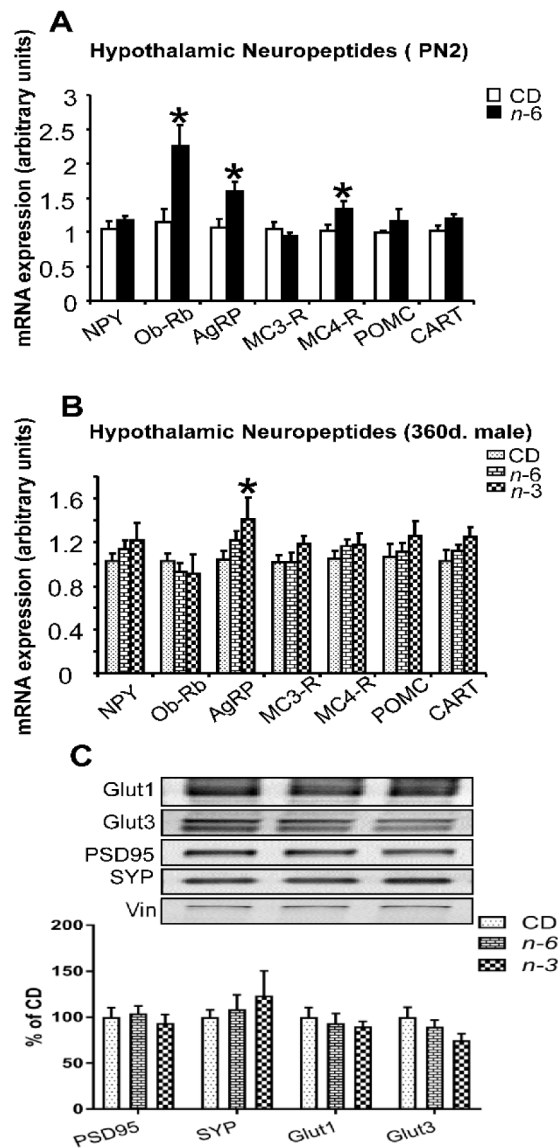 A
Hypothalamic Neuropeptides ( PN2)
mRNA expression (arbitrary units)
3
2.5
2
1.5
1
0.5
0
CD
n-6
*
*
*
NPY
Ob-Rb
AgRP
MC3-R
MC4-R
POMC
CART
B
Hypothalamic Neuropeptides (360d. male)
mRNA expression (arbitrary units)
1.6
1.2
0.8
0.4
0
CD
n-6
n-3
*
NPY
Ob-Rb
AgRP
MC3-R
MC4-R
POMC
CART
C
Glut1
Glut3
PSD95
SYP
Vin
% of CD
200
150
100
50
0
CD
n-6
n-3
PSD95
SYP
Glut1
Glut3